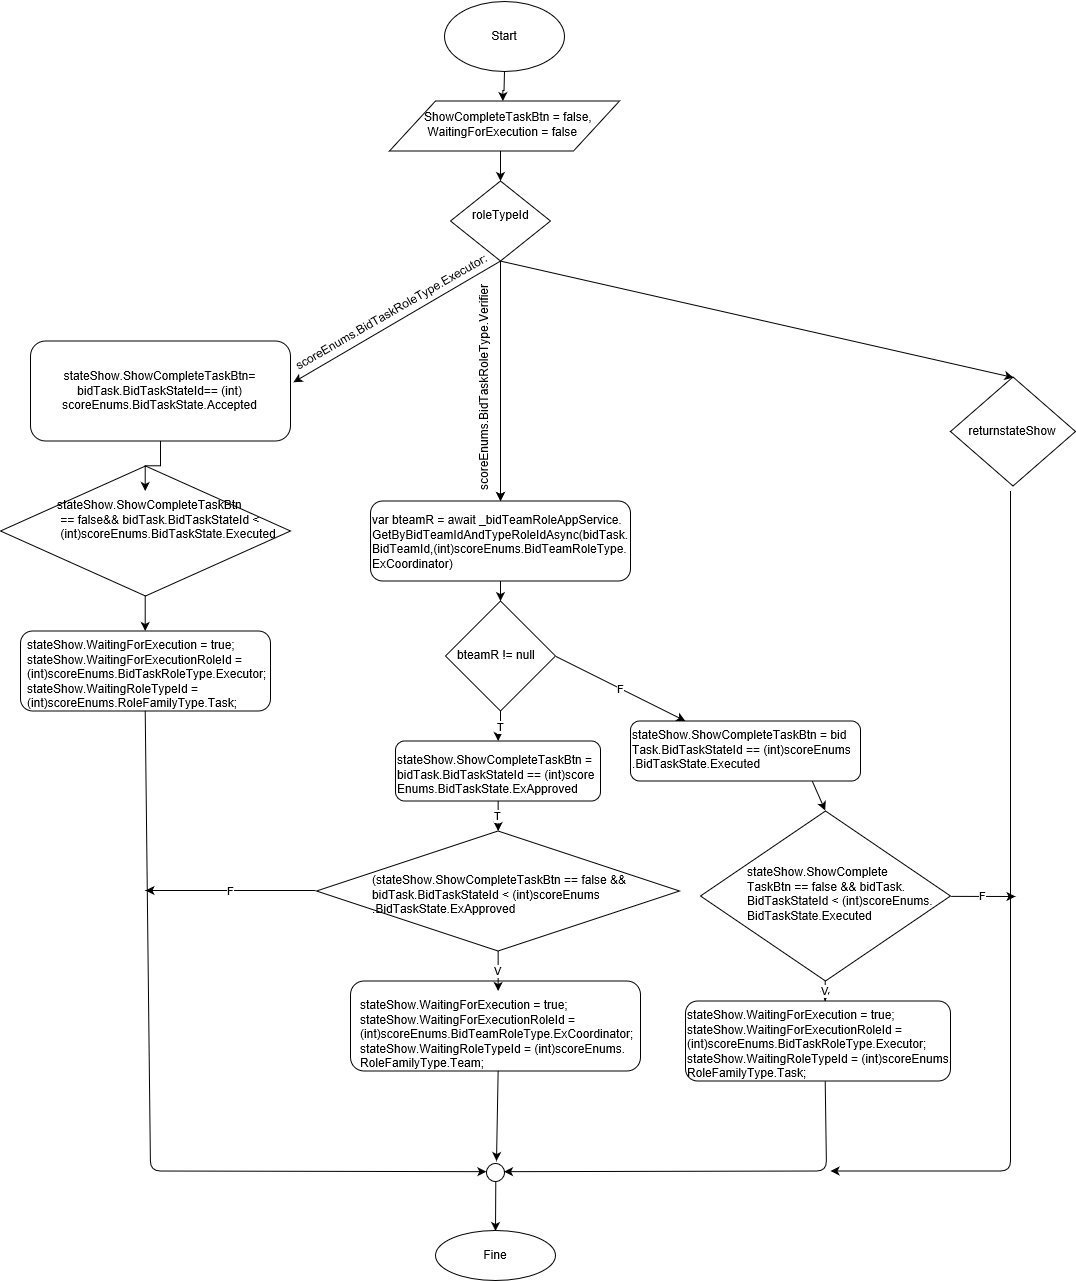 Start
ShowCompleteTaskBtn = false,
WaitingForExecution = false
roleTypeId
scoreEnums.BidTaskRoleType.Executor:
scoreEnums.BidTaskRoleType.Verifier
stateShow.ShowCompleteTaskBtn=
bidTask.BidTaskStateId== (int)
scoreEnums.BidTaskState.Accepted
returnstateShow
stateShow.ShowCompleteTaskBtn
== false&& bidTask.BidTaskStateId <
(int)scoreEnums.BidTaskState.Executed
var bteamR = await _bidTeamRoleAppService.
GetByBidTeamIdAndTypeRoleIdAsync(bidTask.
BidTeamId,(int)scoreEnums.BidTeamRoleType.
ExCoordinator)
stateShow.WaitingForExecution = true;
stateShow.WaitingForExecutionRoleId =
(int)scoreEnums.BidTaskRoleType.Executor;
stateShow.WaitingRoleTypeId =
(int)scoreEnums.RoleFamilyType.Task;
bteamR != null
F
T
stateShow.ShowCompleteTaskBtn = bid
Task.BidTaskStateId == (int)scoreEnums
.BidTaskState.Executed
stateShow.ShowCompleteTaskBtn =
bidTask.BidTaskStateId == (int)score
Enums.BidTaskState.ExApproved
T
(stateShow.ShowCompleteTaskBtn == false &&
bidTask.BidTaskStateId < (int)scoreEnums
.BidTaskState.ExApproved
F
stateShow.ShowComplete
TaskBtn == false && bidTask.
BidTaskStateId < (int)scoreEnums.
BidTaskState.Executed
F
V
V
stateShow.WaitingForExecution = true;
stateShow.WaitingForExecutionRoleId =
(int)scoreEnums.BidTeamRoleType.ExCoordinator;
stateShow.WaitingRoleTypeId = (int)scoreEnums.
RoleFamilyType.Team;
stateShow.WaitingForExecution = true;
stateShow.WaitingForExecutionRoleId =
(int)scoreEnums.BidTaskRoleType.Executor;
stateShow.WaitingRoleTypeId = (int)scoreEnums.
RoleFamilyType.Task;
Fine